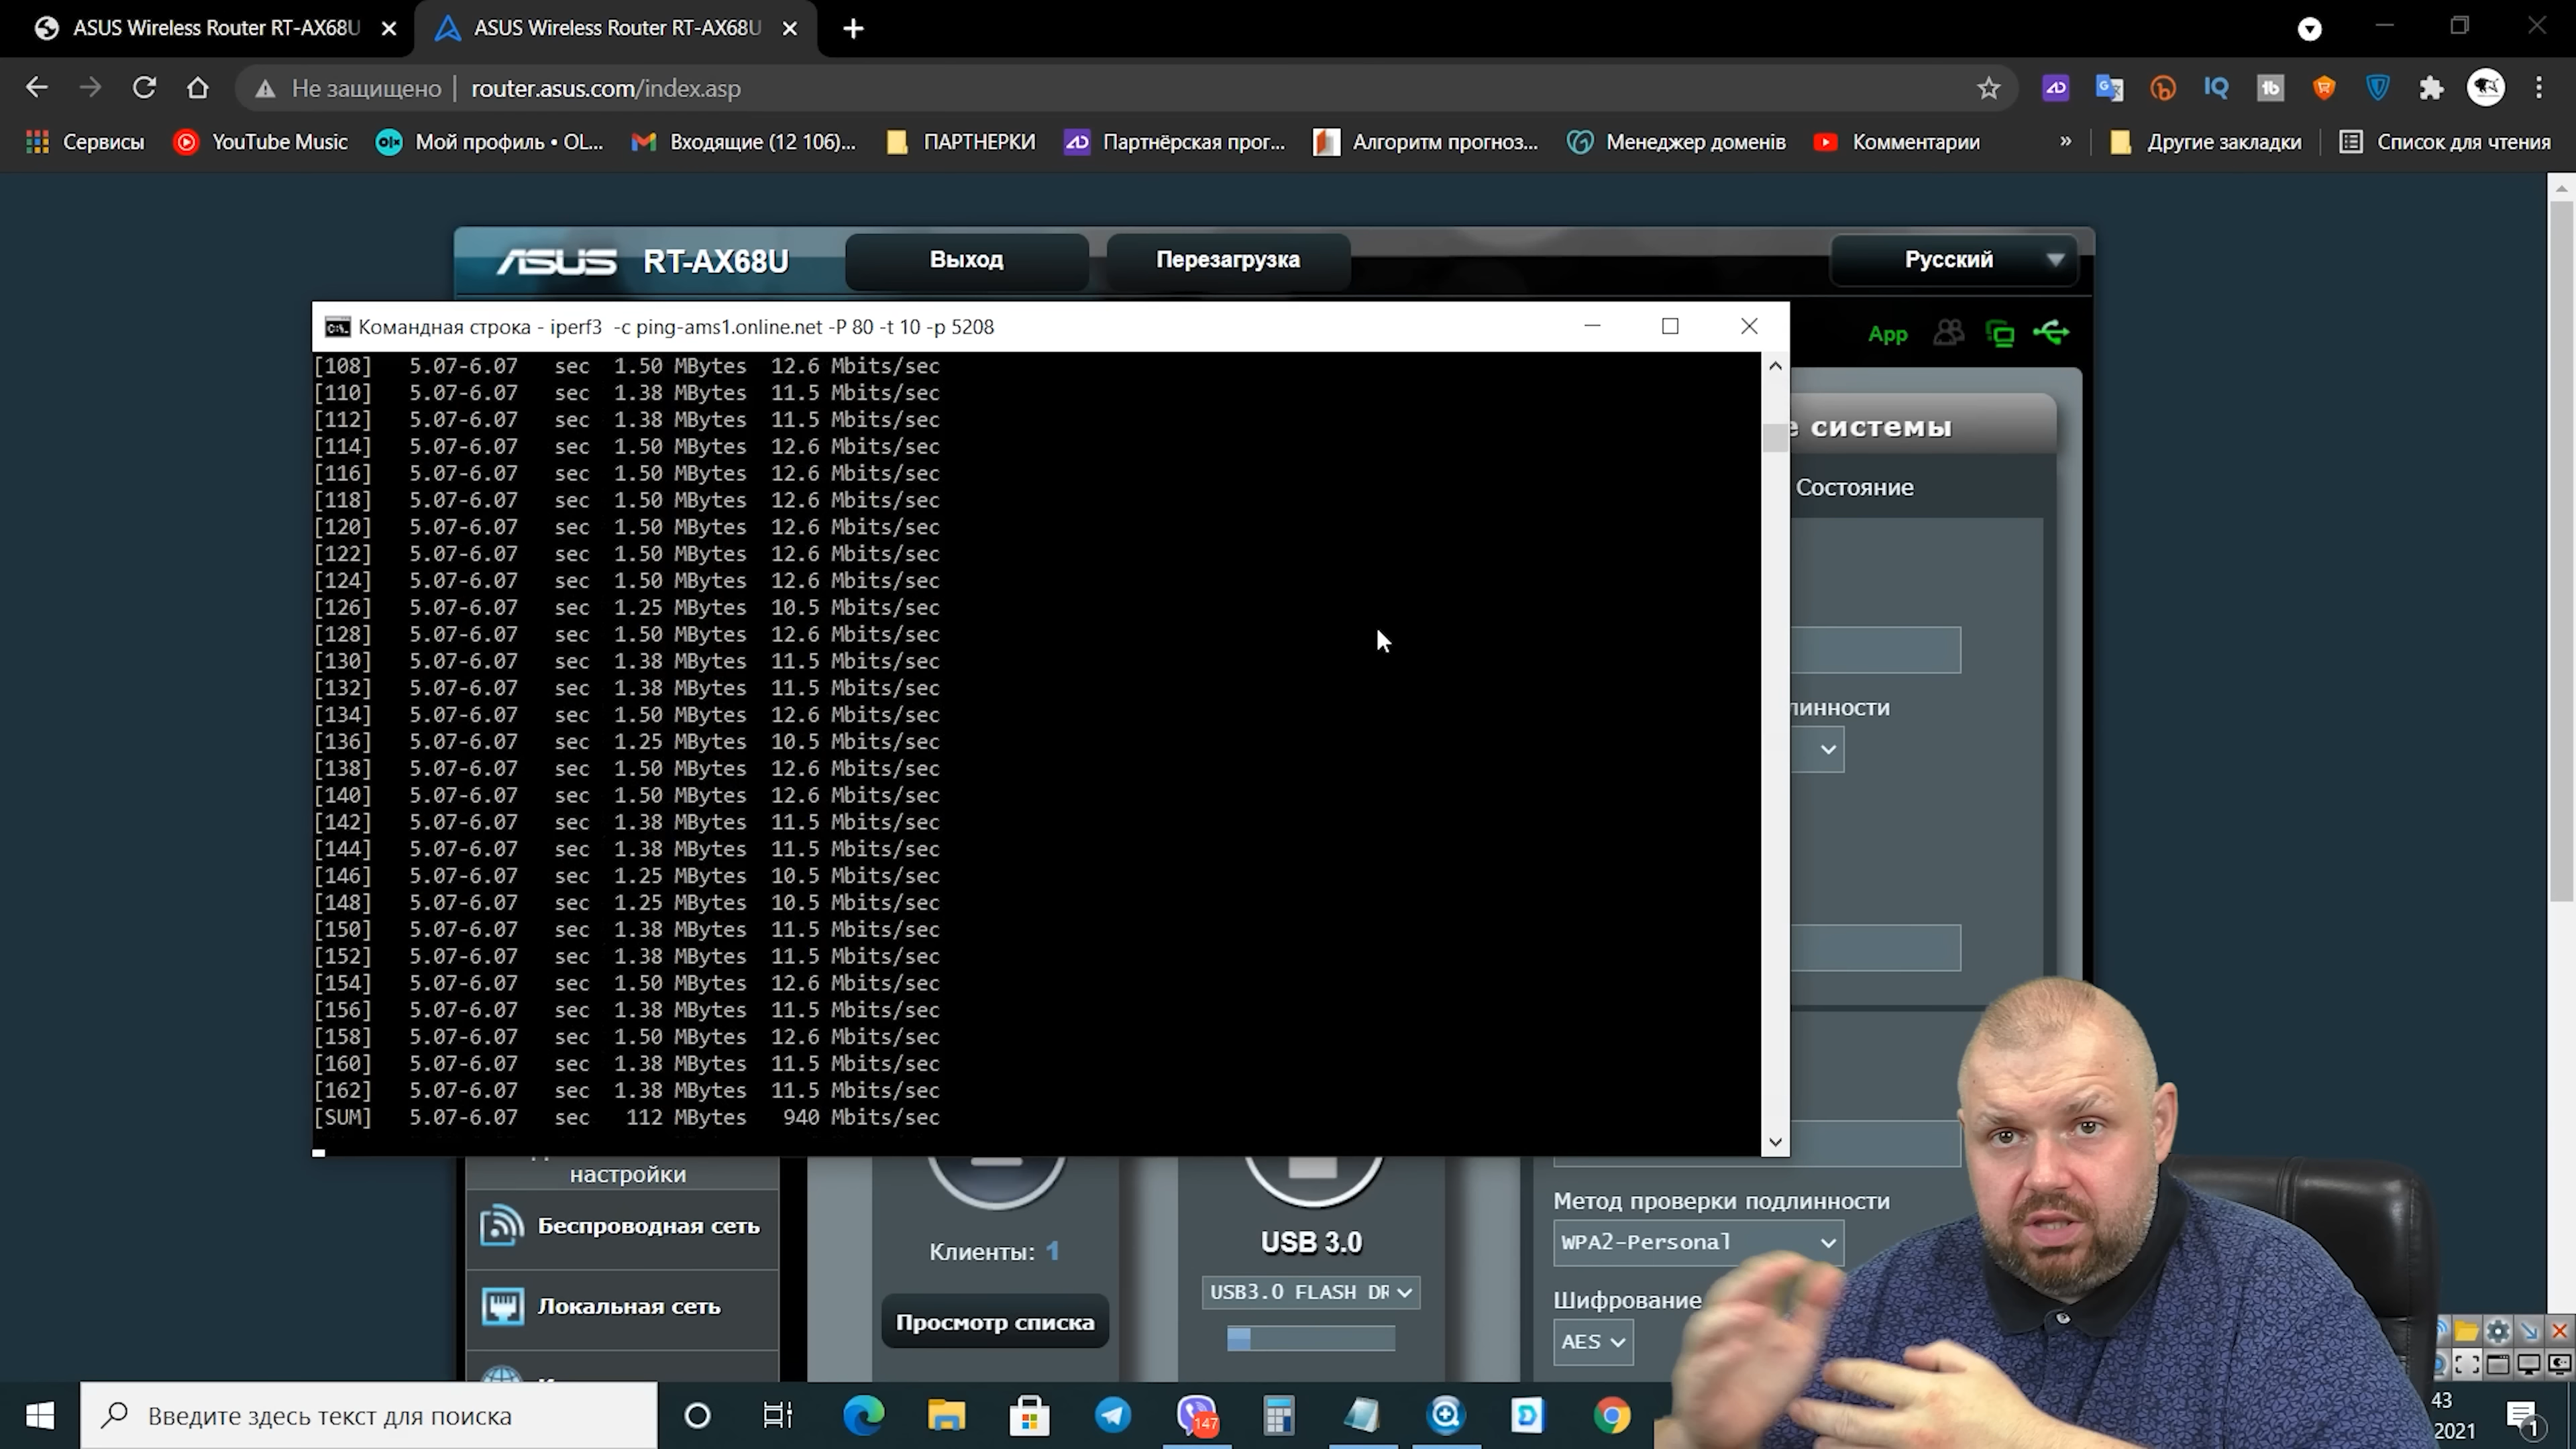 ASUS Wireless Router RT-AX68U
ASUS Wireless Router RT-AX68U
Не защищено router.asus.com/index.asp
Сервисы YouTube Music Мой профиль • OL... Входящие (12 106)... ПАРТНЕРКИ Партнёрская прог... Алгоритм прогноз... Менеджер доменів Комментарии » Другие закладки Список для чтения
ASUS RT-AX68U Выход Перезагрузка Русский
Командная строка - iperf3 -c ping-ams1.online.net -P 80 -t 10 -p 5208
App
[108] 5.07-6.07 sec 1.50 MBytes 12.6 Mbits/sec
[110] 5.07-6.07 sec 1.38 MBytes 11.5 Mbits/sec
[112] 5.07-6.07 sec 1.38 MBytes 11.5 Mbits/sec
[114] 5.07-6.07 sec 1.50 MBytes 12.6 Mbits/sec
[116] 5.07-6.07 sec 1.50 MBytes 12.6 Mbits/sec
[118] 5.07-6.07 sec 1.50 MBytes 12.6 Mbits/sec
[120] 5.07-6.07 sec 1.50 MBytes 12.6 Mbits/sec
[122] 5.07-6.07 sec 1.50 MBytes 12.6 Mbits/sec
[124] 5.07-6.07 sec 1.50 MBytes 12.6 Mbits/sec
[126] 5.07-6.07 sec 1.25 MBytes 10.5 Mbits/sec
[128] 5.07-6.07 sec 1.50 MBytes 12.6 Mbits/sec
[130] 5.07-6.07 sec 1.38 MBytes 11.5 Mbits/sec
[132] 5.07-6.07 sec 1.38 MBytes 11.5 Mbits/sec
[134] 5.07-6.07 sec 1.50 MBytes 12.6 Mbits/sec
[136] 5.07-6.07 sec 1.25 MBytes 10.5 Mbits/sec
[138] 5.07-6.07 sec 1.50 MBytes 12.6 Mbits/sec
[140] 5.07-6.07 sec 1.50 MBytes 12.6 Mbits/sec
[142] 5.07-6.07 sec 1.38 MBytes 11.5 Mbits/sec
[144] 5.07-6.07 sec 1.38 MBytes 11.5 Mbits/sec
[146] 5.07-6.07 sec 1.25 MBytes 10.5 Mbits/sec
[148] 5.07-6.07 sec 1.25 MBytes 10.5 Mbits/sec
[150] 5.07-6.07 sec 1.38 MBytes 11.5 Mbits/sec
[152] 5.07-6.07 sec 1.38 MBytes 11.5 Mbits/sec
[154] 5.07-6.07 sec 1.50 MBytes 12.6 Mbits/sec
[156] 5.07-6.07 sec 1.38 MBytes 11.5 Mbits/sec
[158] 5.07-6.07 sec 1.50 MBytes 12.6 Mbits/sec
[160] 5.07-6.07 sec 1.38 MBytes 11.5 Mbits/sec
[162] 5.07-6.07 sec 1.38 MBytes 11.5 Mbits/sec
[SUM] 5.07-6.07 sec 112 MBytes 940 Mbits/sec
е системы
Состояние
линности
настройки
Беспроводная сеть
Локальная сеть
Клиенты: 1
Просмотр списка
USB 3.0
USB3.0 FLASH DR
Метод проверки подлинности
WPA2-Personal
Шифрование
AES
Введите здесь текст для поиска
147
43
2021
1